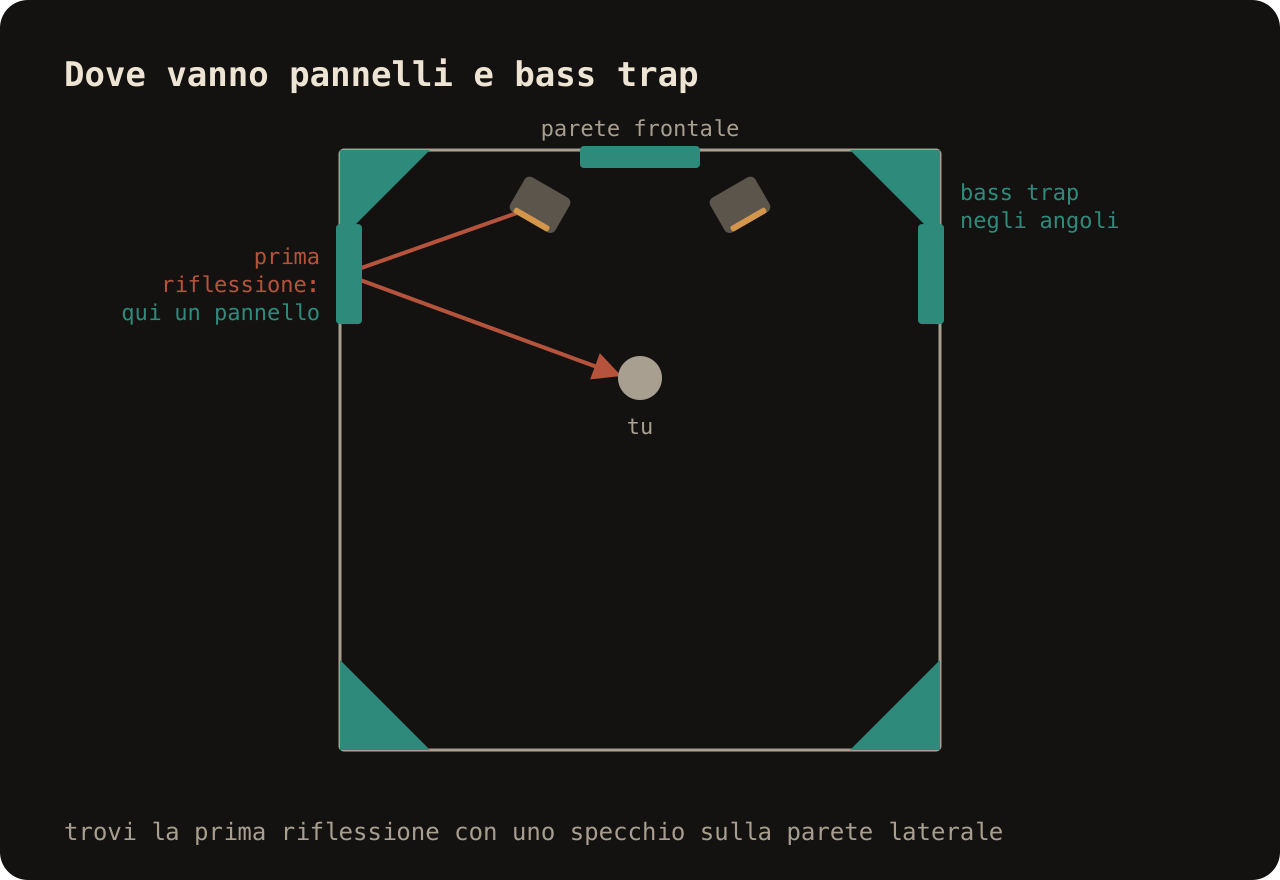 Dove vanno pannelli e bass trap
parete frontale
bass trap
negli angoli
prima
riflessione:
qui un pannello
tu
trovi la prima riflessione con uno specchio sulla parete laterale